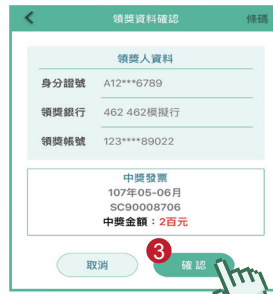 領獎資料確認 條碼
領獎人資料
身分證號 A12***6789
領獎銀行 462 462模擬行
領獎帳號 123****89022
中獎發票
107年05-06月
SC90008706
中獎金額：2百元
3
取消 確認